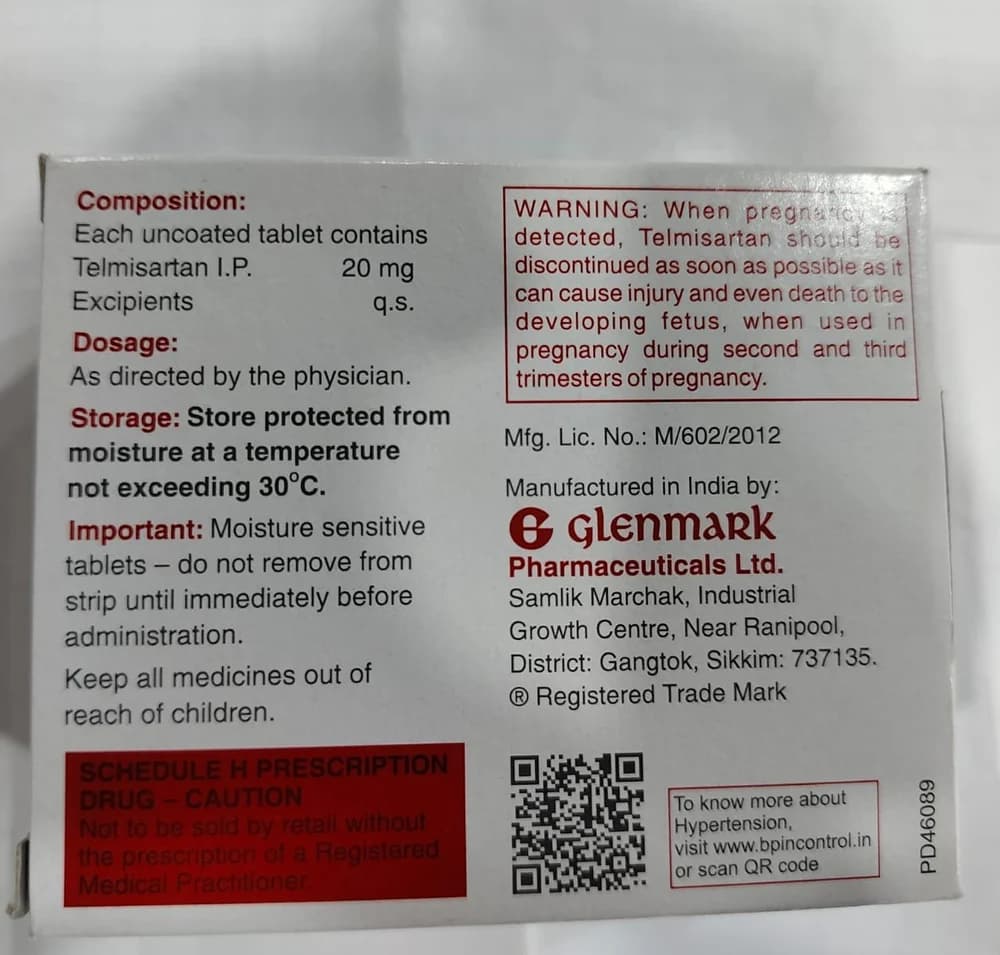 Composition:
Each uncoated tablet contains
Telmisartan I.P. 20 mg
Excipients q.s.
Dosage:
As directed by the physician.
Storage: Store protected from
moisture at a temperature
not exceeding 30°C.
Important: Moisture sensitive
tablets – do not remove from
strip until immediately before
administration.
Keep all medicines out of
reach of children.
SCHEDULE H PRESCRIPTION
DRUG – CAUTION
Not to be sold by retail without
the prescription of a Registered
Medical Practitioner.
WARNING: When pregnancy is
detected, Telmisartan should be
discontinued as soon as possible as it
can cause injury and even death to the
developing fetus, when used in
pregnancy during second and third
trimesters of pregnancy.
Mfg. Lic. No.: M/602/2012
Manufactured in India by:
G glenmark
Pharmaceuticals Ltd.
Samlik Marchak, Industrial
Growth Centre, Near Ranipool,
District: Gangtok, Sikkim: 737135.
® Registered Trade Mark
To know more about
Hypertension,
visit www.bpincontrol.in
or scan QR code
PD46089